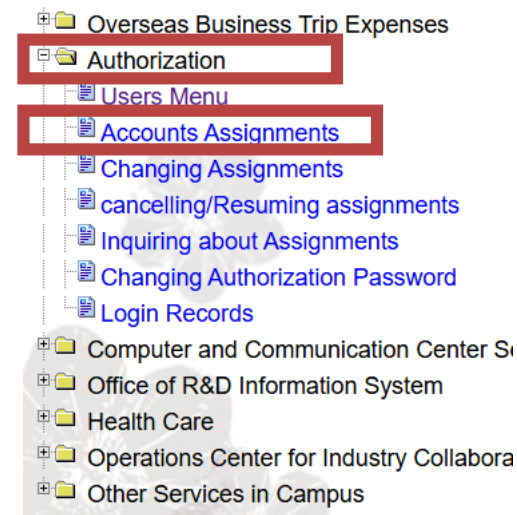 Overseas Business Trip Expenses
Authorization
Users Menu
Accounts Assignments
Changing Assignments
cancelling/Resuming assignments
Inquiring about Assignments
Changing Authorization Password
Login Records
Computer and Communication Center Se
Office of R&D Information System
Health Care
Operations Center for Industry Collabora
Other Services in Campus